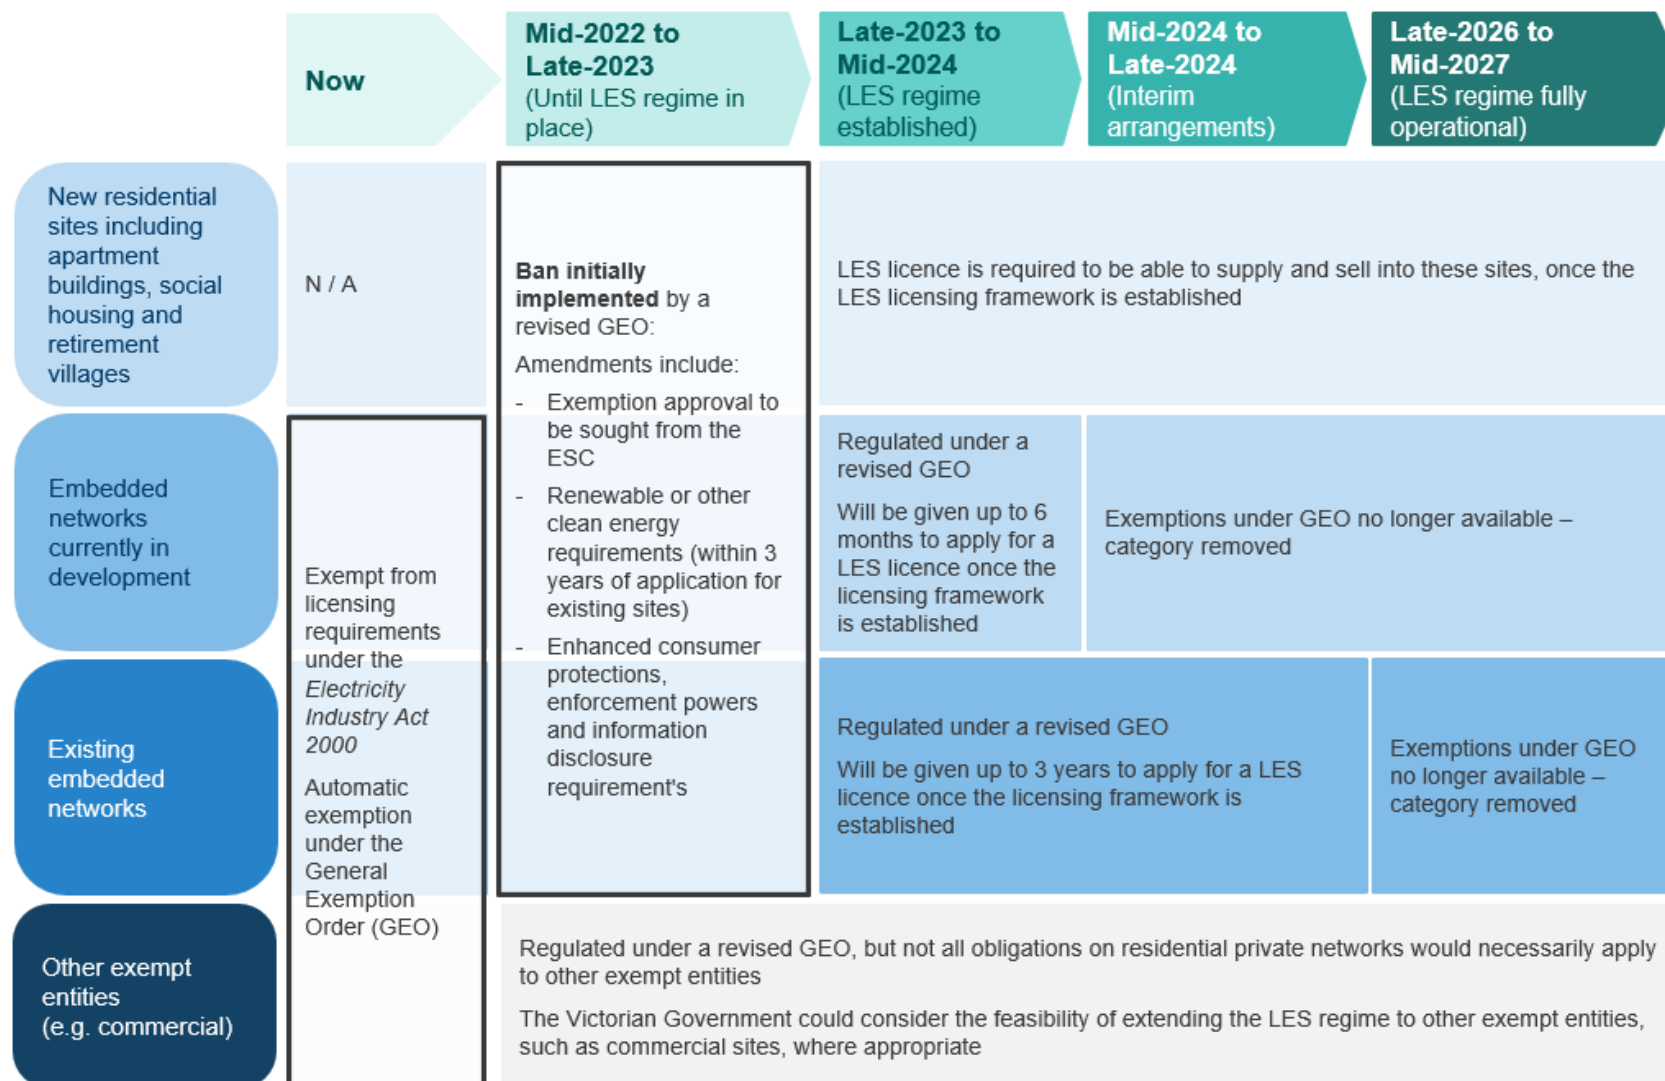 Now
Mid-2022 to
Late-2023
(Until LES regime in
place)
Late-2023 to
Mid-2024
(LES regime
established)
Mid-2024 to
Late-2024
(Interim
arrangements)
Late-2026 to
Mid-2027
(LES regime fully
operational)
New residential
sites including
apartment
buildings, social
housing and
retirement
villages
N / A
Ban initially
implemented by a
revised GEO:
Amendments include:
- Exemption approval to
be sought from the
ESC
- Renewable or other
clean energy
requirements (within 3
years of application for
existing sites)
- Enhanced consumer
protections,
enforcement powers
and information
disclosure
requirement's
LES licence is required to be able to supply and sell into these sites, once the
LES licensing framework is established
Embedded
networks
currently in
development
Exempt from
licensing
requirements
under the
Electricity
Industry Act
2000
Automatic
exemption
under the
General
Exemption
Order (GEO)
Regulated under a
revised GEO
Will be given up to 6
months to apply for a
LES licence once the
licensing framework
is established
Exemptions under GEO no longer available –
category removed
Existing
embedded
networks
Regulated under a revised GEO
Will be given up to 3 years to apply for a LES
licence once the licensing framework is
established
Exemptions under GEO
no longer available –
category removed
Other exempt
entities
(e.g. commercial)
Regulated under a revised GEO, but not all obligations on residential private networks would necessarily apply
to other exempt entities
The Victorian Government could consider the feasibility of extending the LES regime to other exempt entities,
such as commercial sites, where appropriate